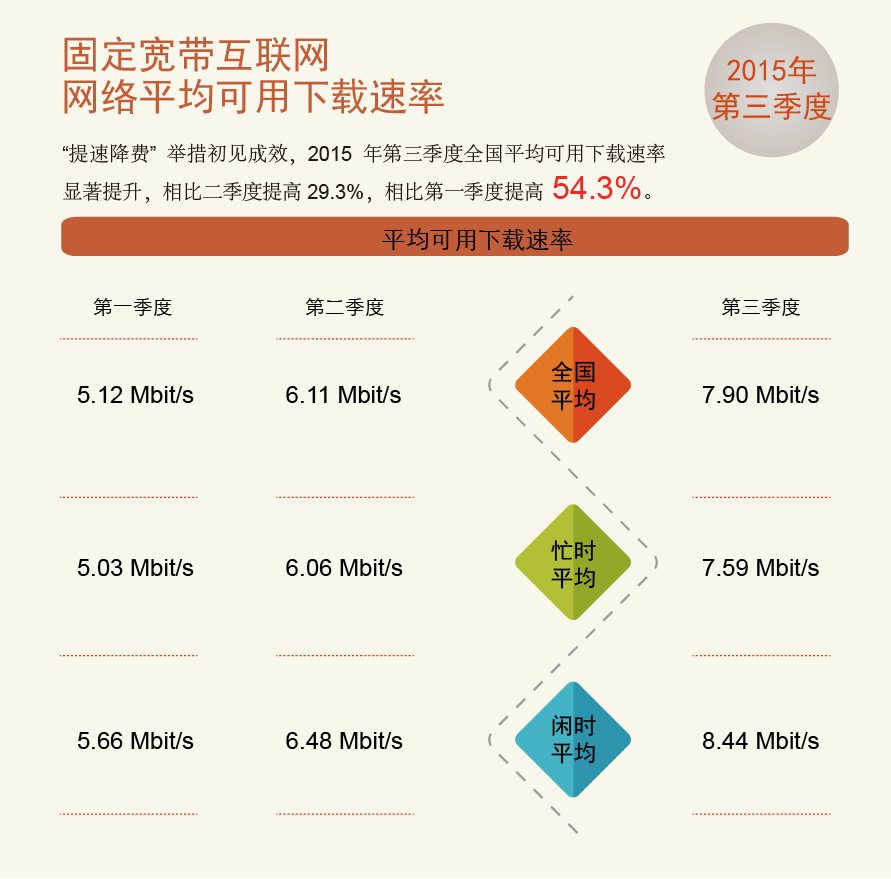 固定宽带互联网
网络平均可用下载速率
2015年
第三季度
“提速降费” 举措初见成效，2015 年第三季度全国平均可用下载速率
显著提升，相比二季度提高 29.3%，相比第一季度提高 54.3%。
平均可用下载速率
第一季度 第二季度 第三季度
5.12 Mbit/s 6.11 Mbit/s 全国
平均 7.90 Mbit/s
5.03 Mbit/s 6.06 Mbit/s 忙时
平均 7.59 Mbit/s
5.66 Mbit/s 6.48 Mbit/s 闲时
平均 8.44 Mbit/s